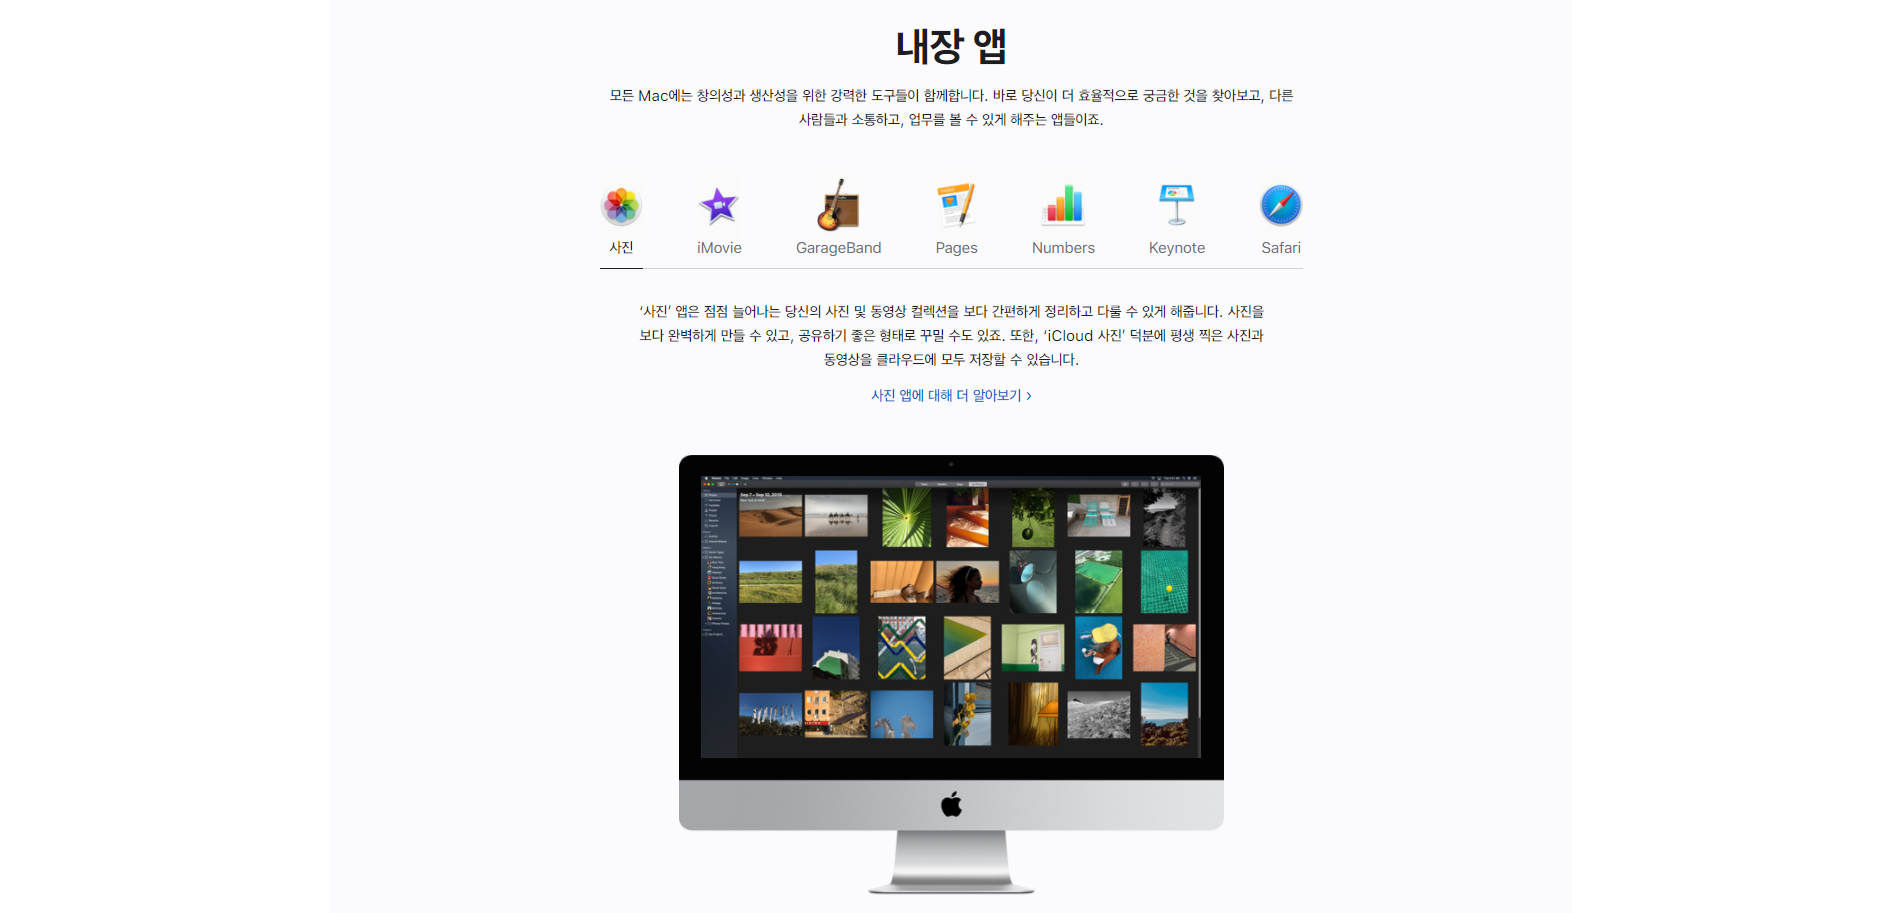 내장 앱
모든 Mac에는 창의성과 생산성을 위한 강력한 도구들이 함께합니다. 바로 당신이 더 효율적으로 궁금한 것을 찾아보고, 다른
사람들과 소통하고, 업무를 볼 수 있게 해주는 앱들이죠.
사진 iMovie GarageBand Pages Numbers Keynote Safari
‘사진’ 앱은 점점 늘어나는 당신의 사진 및 동영상 컬렉션을 보다 간편하게 정리하고 다룰 수 있게 해줍니다. 사진을
보다 완벽하게 만들 수 있고, 공유하기 좋은 형태로 꾸밀 수도 있죠. 또한, ‘iCloud 사진’ 덕분에 평생 찍은 사진과
동영상을 클라우드에 모두 저장할 수 있습니다.
사진 앱에 대해 더 알아보기 >